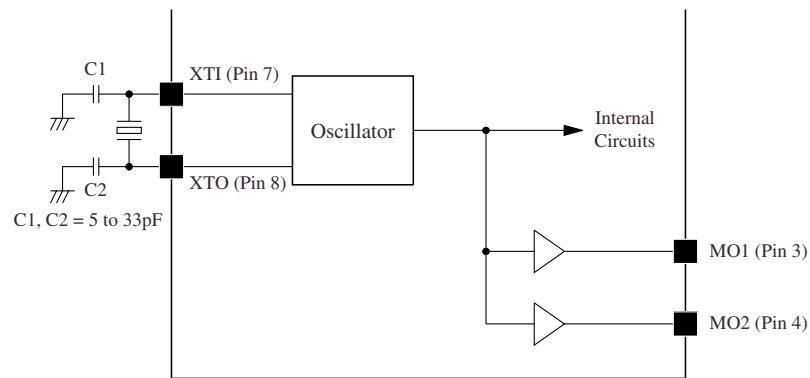 C1
XTI (Pin 7)
Oscillator
Internal
Circuits
C2
XTO (Pin 8)
C1, C2 = 5 to 33pF
MO1 (Pin 3)
MO2 (Pin 4)